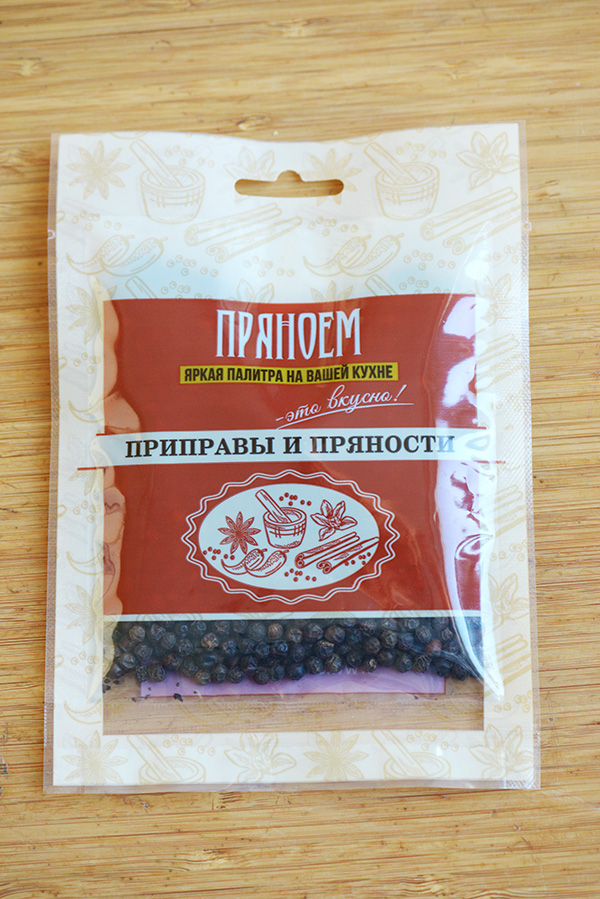 ПРЯНОЕМ
ЯРКАЯ ПАЛИТРА НА ВАШЕЙ КУХНЕ
-это вкусно!
ПРИПРАВЫ И ПРЯНОСТИ